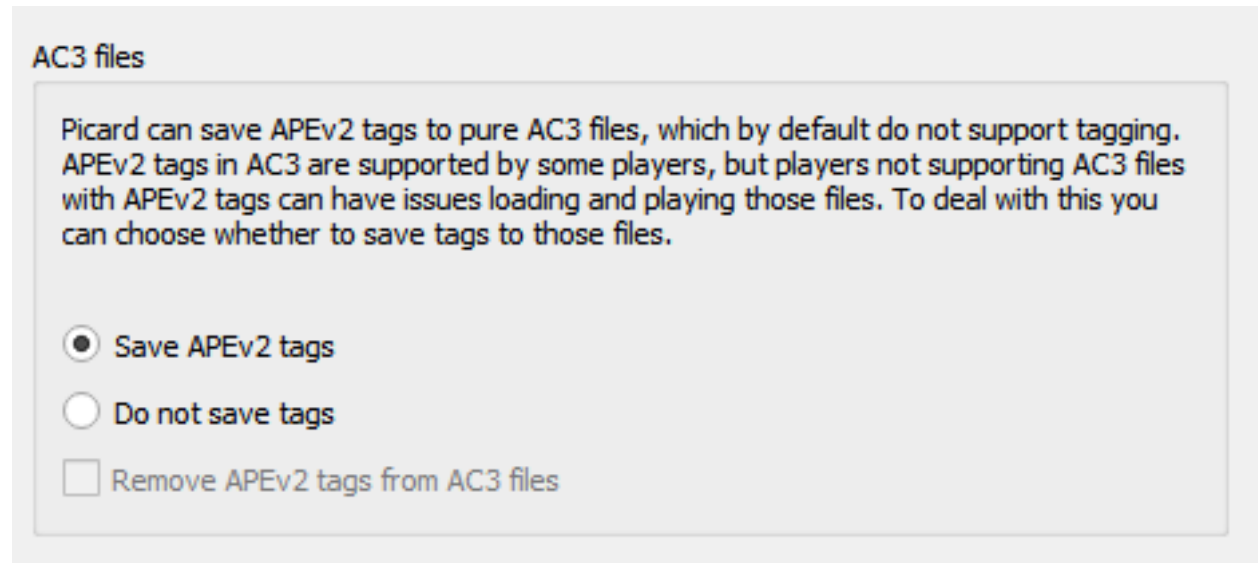 AC3 files
Picard can save APEv2 tags to pure AC3 files, which by default do not support tagging.
APEv2 tags in AC3 are supported by some players, but players not supporting AC3 files
with APEv2 tags can have issues loading and playing those files. To deal with this you
can choose whether to save tags to those files.
Save APEv2 tags
Do not save tags
Remove APEv2 tags from AC3 files